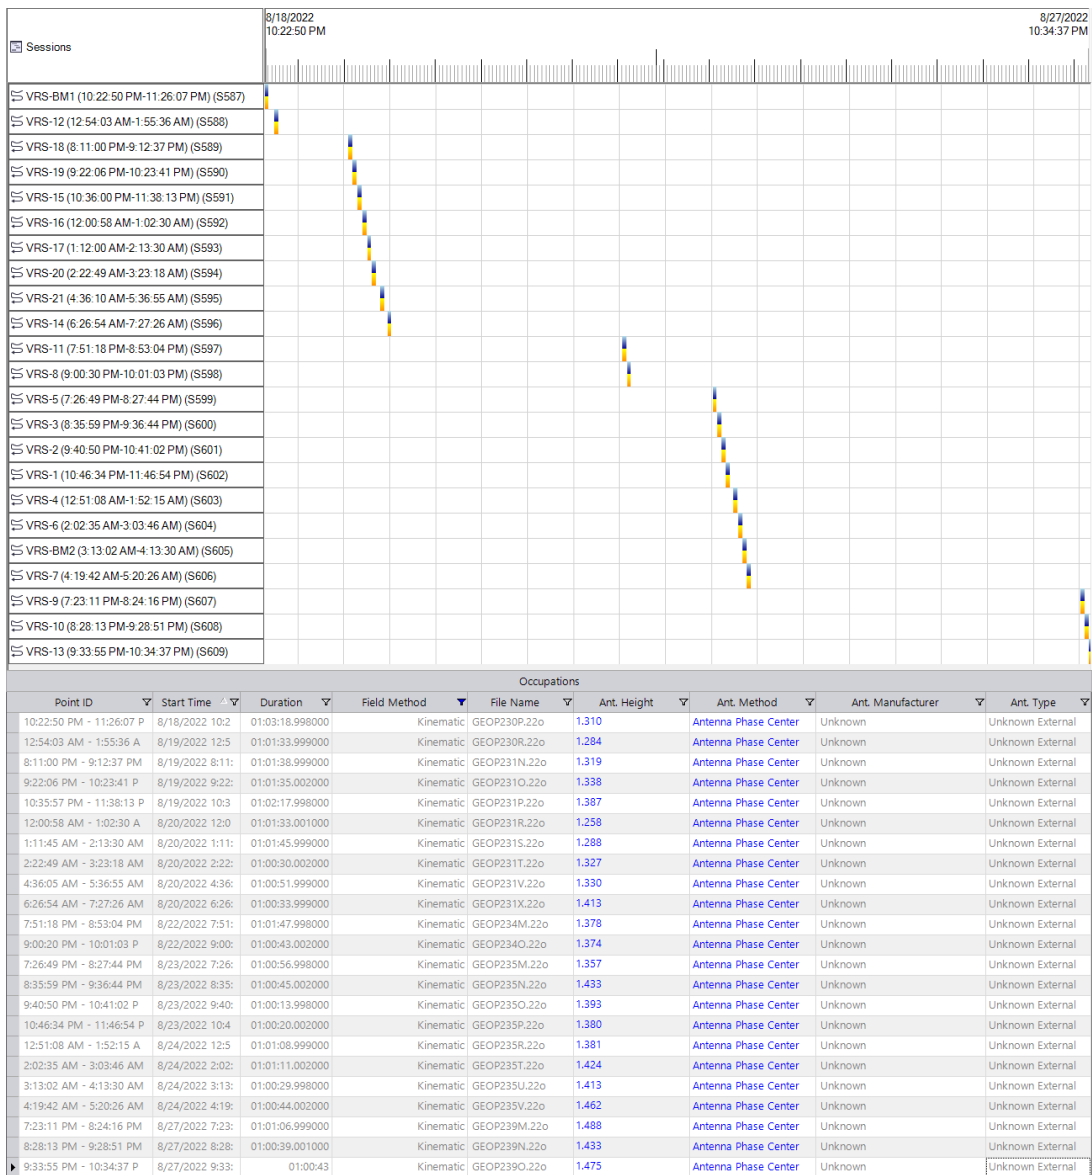 8/18/2022 8/27/2022
10:22:50 PM 10:34:37 PM
Sessions
VRS-BM1 (10:22:50 PM-11:26:07 PM) (S587)
VRS-12 (12:54:03 AM-1:55:36 AM) (S588)
VRS-18 (8:11:00 PM-9:12:37 PM) (S589)
VRS-19 (9:22:06 PM-10:23:41 PM) (S590)
VRS-15 (10:36:00 PM-11:38:13 PM) (S591)
VRS-16 (12:00:58 AM-1:02:30 AM) (S592)
VRS-17 (1:12:00 AM-2:13:30 AM) (S593)
VRS-20 (2:22:49 AM-3:23:18 AM) (S594)
VRS-21 (4:36:10 AM-5:36:55 AM) (S595)
VRS-14 (6:26:54 AM-7:27:26 AM) (S596)
VRS-11 (7:51:18 PM-8:53:04 PM) (S597)
VRS-8 (9:00:30 PM-10:01:03 PM) (S598)
VRS-5 (7:26:49 PM-8:27:44 PM) (S599)
VRS-3 (8:35:59 PM-9:36:44 PM) (S600)
VRS-2 (9:40:50 PM-10:41:02 PM) (S601)
VRS-1 (10:46:34 PM-11:46:54 PM) (S602)
VRS-4 (12:51:08 AM-1:52:15 AM) (S603)
VRS-6 (2:02:35 AM-3:03:46 AM) (S604)
VRS-BM2 (3:13:02 AM-4:13:30 AM) (S605)
VRS-7 (4:19:42 AM-5:20:26 AM) (S606)
VRS-9 (7:23:11 PM-8:24:16 PM) (S607)
VRS-10 (8:28:13 PM-9:28:51 PM) (S608)
VRS-13 (9:33:55 PM-10:34:37 PM) (S609)
Occupations
Point ID Start Time Duration Field Method File Name Ant. Height Ant. Method Ant. Manufacturer Ant. Type
10:22:50 PM - 11:26:07 P 8/18/2022 10:2 01:03:18.998000 Kinematic GEOP230P.22o 1.310 Antenna Phase Center Unknown Unknown External
12:54:03 AM - 1:55:36 A 8/19/2022 12:5 01:01:33.999000 Kinematic GEOP230R.22o 1.284 Antenna Phase Center Unknown Unknown External
8:11:00 PM - 9:12:37 PM 8/19/2022 8:11: 01:01:38.999000 Kinematic GEOP231N.22o 1.319 Antenna Phase Center Unknown Unknown External
9:22:06 PM - 10:23:41 P 8/19/2022 9:22: 01:01:35.002000 Kinematic GEOP231O.22o 1.338 Antenna Phase Center Unknown Unknown External
10:35:57 PM - 11:38:13 P 8/19/2022 10:3 01:02:17.998000 Kinematic GEOP231P.22o 1.387 Antenna Phase Center Unknown Unknown External
12:00:58 AM - 1:02:30 A 8/20/2022 12:0 01:01:33.001000 Kinematic GEOP231R.22o 1.258 Antenna Phase Center Unknown Unknown External
1:11:45 AM - 2:13:30 AM 8/20/2022 1:11: 01:01:45.999000 Kinematic GEOP231S.22o 1.288 Antenna Phase Center Unknown Unknown External
2:22:49 AM - 3:23:18 AM 8/20/2022 2:22: 01:00:30.002000 Kinematic GEOP231T.22o 1.327 Antenna Phase Center Unknown Unknown External
4:36:05 AM - 5:36:55 AM 8/20/2022 4:36: 01:00:51.999000 Kinematic GEOP231V.22o 1.330 Antenna Phase Center Unknown Unknown External
6:26:54 AM - 7:27:26 AM 8/20/2022 6:26: 01:00:33.999000 Kinematic GEOP231X.22o 1.413 Antenna Phase Center Unknown Unknown External
7:51:18 PM - 8:53:04 PM 8/22/2022 7:51: 01:01:47.998000 Kinematic GEOP234M.22o 1.378 Antenna Phase Center Unknown Unknown External
9:00:20 PM - 10:01:03 P 8/22/2022 9:00: 01:00:43.002000 Kinematic GEOP234O.22o 1.374 Antenna Phase Center Unknown Unknown External
7:26:49 PM - 8:27:44 PM 8/23/2022 7:26: 01:00:56.998000 Kinematic GEOP235M.22o 1.357 Antenna Phase Center Unknown Unknown External
8:35:59 PM - 9:36:44 PM 8/23/2022 8:35: 01:00:45.002000 Kinematic GEOP235N.22o 1.433 Antenna Phase Center Unknown Unknown External
9:40:50 PM - 10:41:02 P 8/23/2022 9:40: 01:00:13.998000 Kinematic GEOP235O.22o 1.393 Antenna Phase Center Unknown Unknown External
10:46:34 PM - 11:46:54 P 8/23/2022 10:4 01:00:20.002000 Kinematic GEOP235P.22o 1.380 Antenna Phase Center Unknown Unknown External
12:51:08 AM - 1:52:15 A 8/24/2022 12:5 01:01:08.999000 Kinematic GEOP235R.22o 1.381 Antenna Phase Center Unknown Unknown External
2:02:35 AM - 3:03:46 AM 8/24/2022 2:02: 01:01:11.002000 Kinematic GEOP235T.22o 1.424 Antenna Phase Center Unknown Unknown External
3:13:02 AM - 4:13:30 AM 8/24/2022 3:13: 01:00:29.998000 Kinematic GEOP235U.22o 1.413 Antenna Phase Center Unknown Unknown External
4:19:42 AM - 5:20:26 AM 8/24/2022 4:19: 01:00:44.002000 Kinematic GEOP235V.22o 1.462 Antenna Phase Center Unknown Unknown External
7:23:11 PM - 8:24:16 PM 8/27/2022 7:23: 01:01:06.999000 Kinematic GEOP239M.22o 1.488 Antenna Phase Center Unknown Unknown External
8:28:13 PM - 9:28:51 PM 8/27/2022 8:28: 01:00:39.001000 Kinematic GEOP239N.22o 1.433 Antenna Phase Center Unknown Unknown External
9:33:55 PM - 10:34:37 P 8/27/2022 9:33: 01:00:43 Kinematic GEOP239O.22o 1.475 Antenna Phase Center Unknown Unknown External